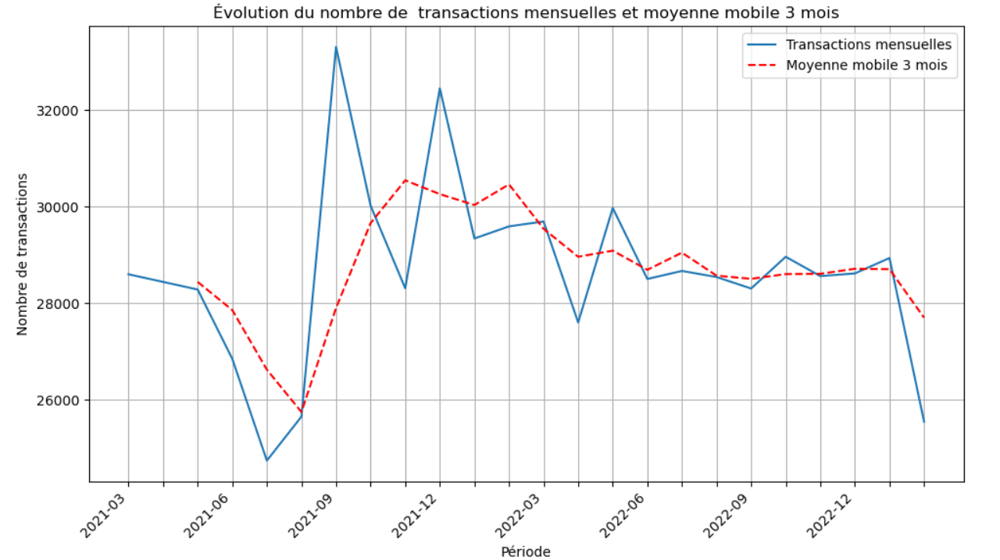 Évolution du nombre de  transactions mensuelles et moyenne mobile 3 mois
Transactions mensuelles
Moyenne mobile 3 mois
Nombre de transactions
32000
30000
28000
26000
2021-03
2021-06
2021-09
2021-12
2022-03
2022-06
2022-09
2022-12
Période